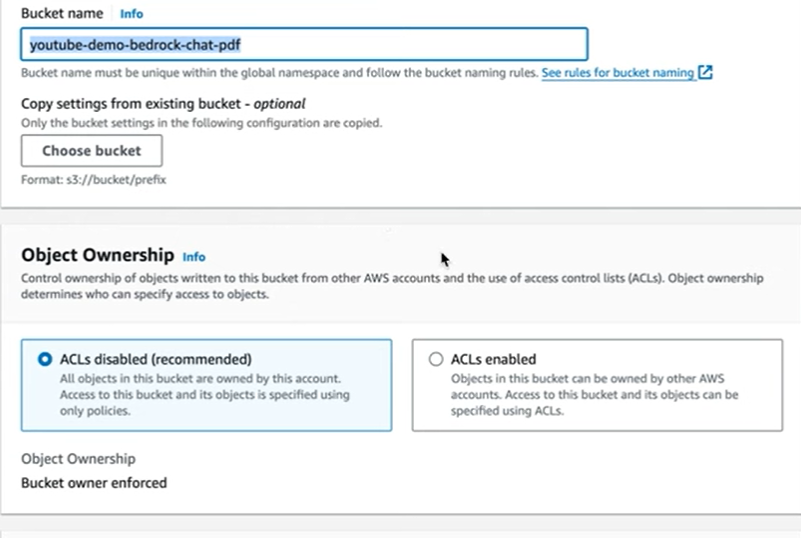 Bucket name Info
youtube-demo-bedrock-chat-pdf
Bucket name must be unique within the global namespace and follow the bucket naming rules. See rules for bucket naming
Copy settings from existing bucket - optional
Only the bucket settings in the following configuration are copied.
Choose bucket
Format: s3://bucket/prefix
Object Ownership Info
Control ownership of objects written to this bucket from other AWS accounts and the use of access control lists (ACLs). Object ownership
determines who can specify access to objects.
ACLs disabled (recommended)
All objects in this bucket are owned by this account.
Access to this bucket and its objects is specified using
only policies.
ACLs enabled
Objects in this bucket can be owned by other AWS
accounts. Access to this bucket and its objects can be
specified using ACLs.
Object Ownership
Bucket owner enforced